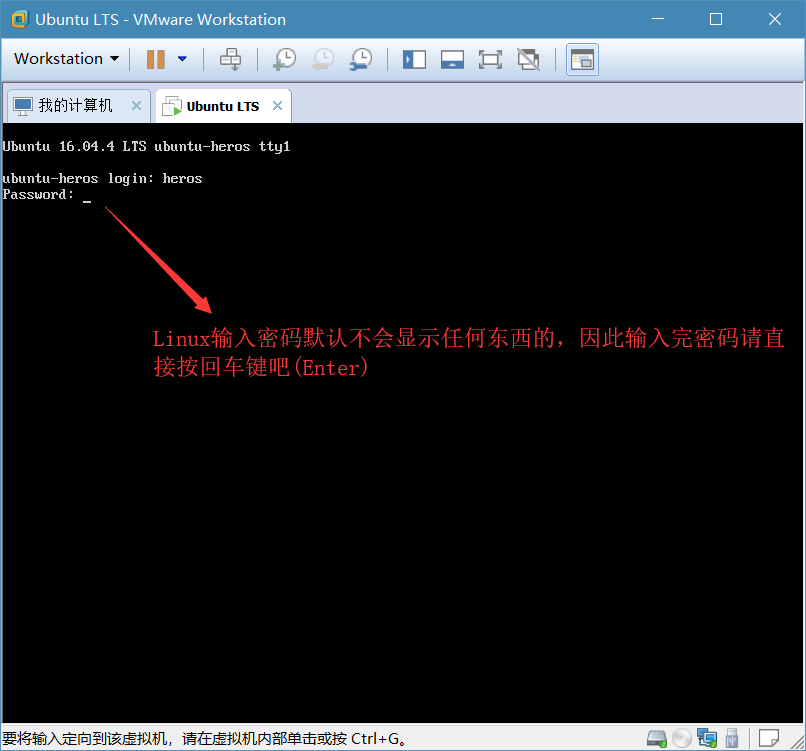 Ubuntu LTS - VMware Workstation
Workstation
我的计算机
Ubuntu LTS
Ubuntu 16.04.4 LTS ubuntu-heros tty1
ubuntu-heros login: heros
Password: _
Linux输入密码默认不会显示任何东西的，因此输入完密码请直
接按回车键吧(Enter)
要将输入定向到该虚拟机，请在虚拟机内部单击或按 Ctrl+G。